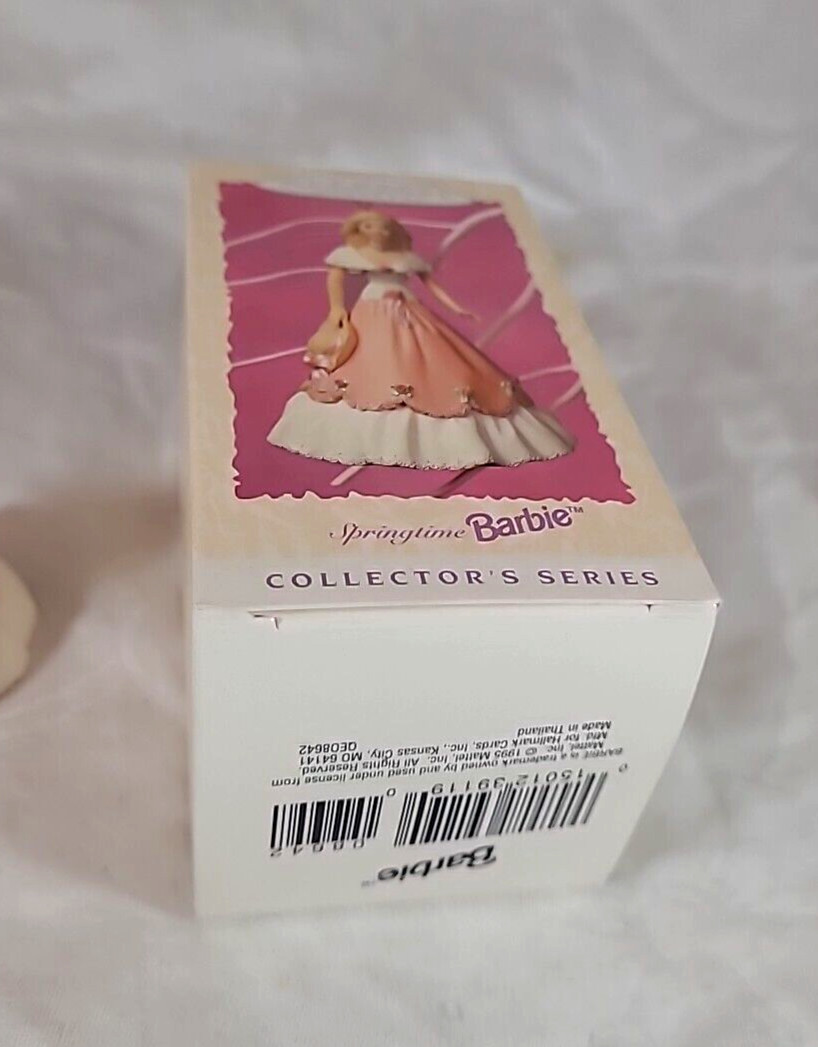 Springtime Barbie™
COLLECTOR'S SERIES
Barbie™
0 15012 39119 0
08642
BARBIE is a trademark owned by and used under license from
Mattel, Inc. © 1995 Mattel, Inc. All Rights Reserved.
Mfd. for Hallmark Cards, Inc., Kansas City, MO 64141
Made in Thailand QEO8642